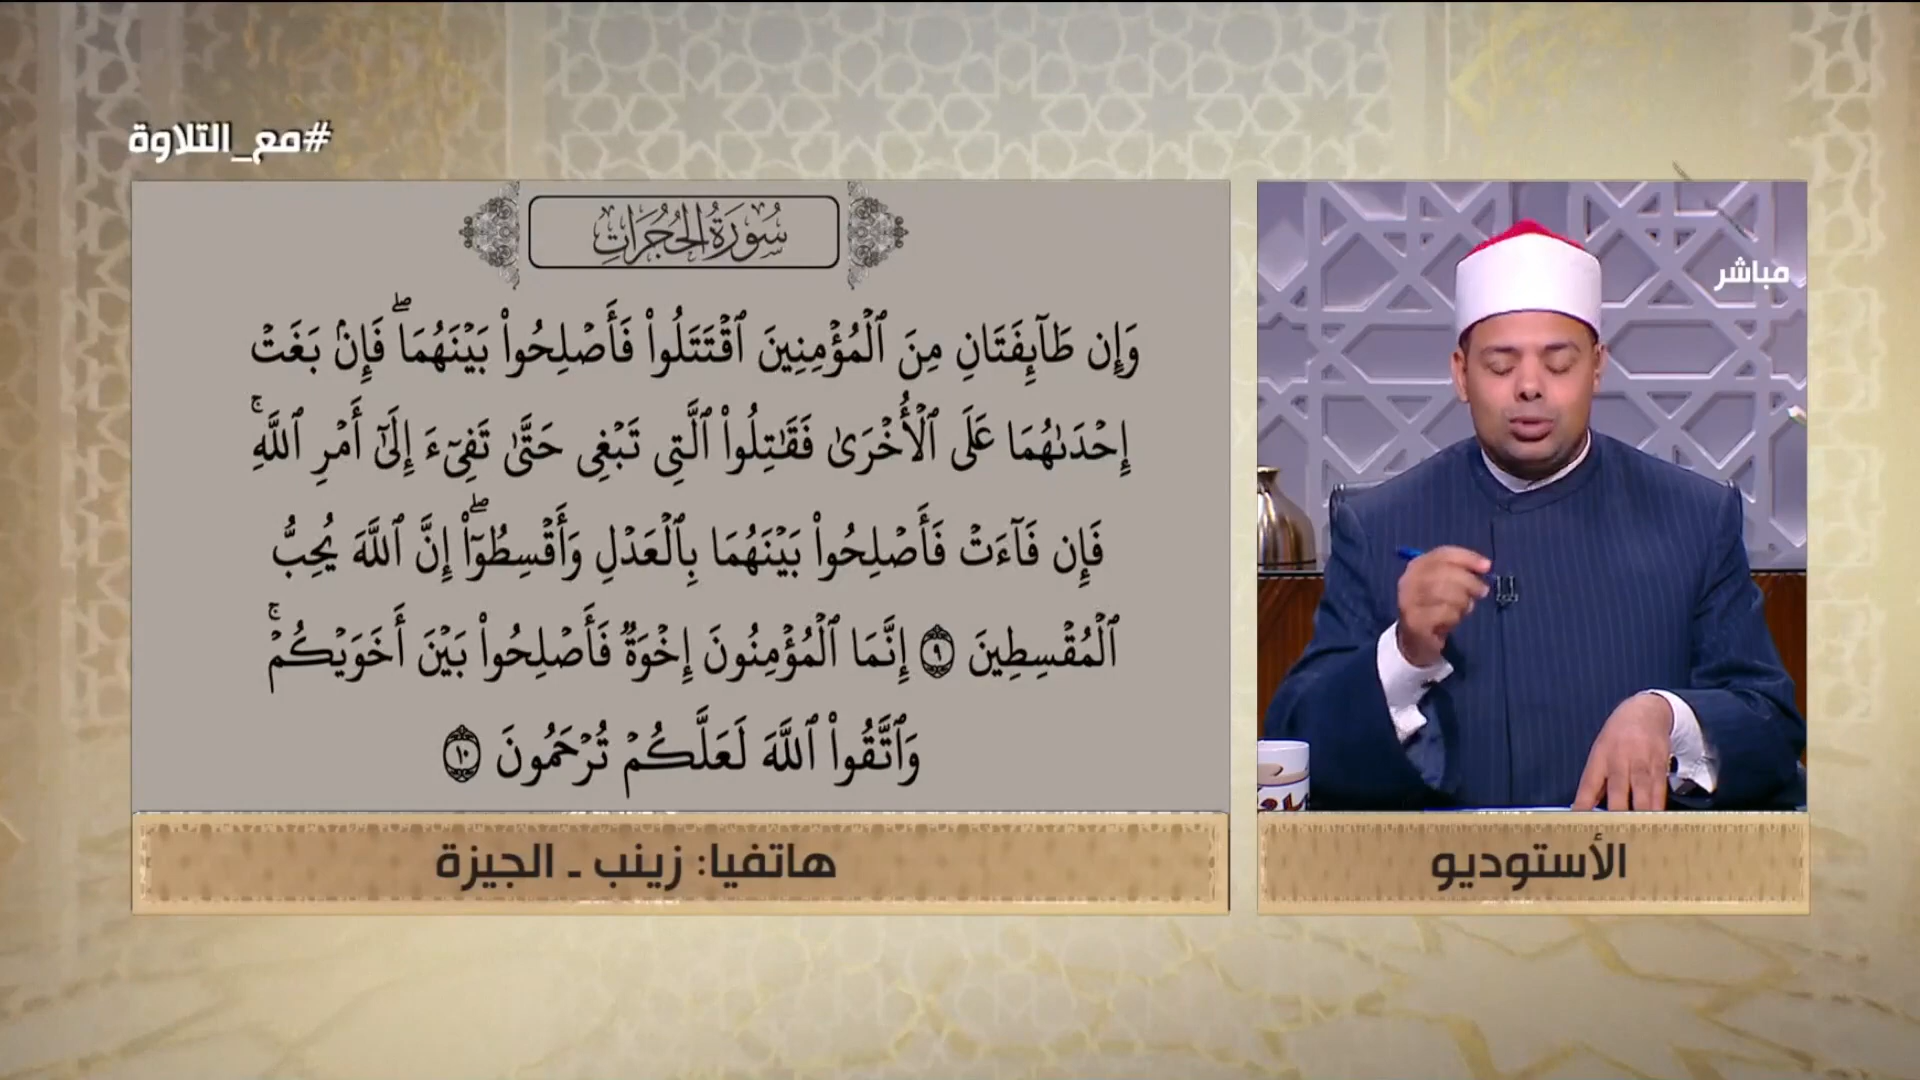 #مع_التلاوة
سُورَةُ الحُجُرَاتِ
مباشر
وَإِن طَآئِفَتَانِ مِنَ ٱلْمُؤْمِنِينَ ٱقْتَتَلُوا۟ فَأَصْلِحُوا۟ بَيْنَهُمَا ۖ فَإِنۢ بَغَتْ
إِحْدَىٰهُمَا عَلَى ٱلْأُخْرَىٰ فَقَـٰتِلُوا۟ ٱلَّتِى تَبْغِى حَتَّىٰ تَفِىٓءَ إِلَىٰٓ أَمْرِ ٱللَّهِ ۚ
فَإِن فَآءَتْ فَأَصْلِحُوا۟ بَيْنَهُمَا بِٱلْعَدْلِ وَأَقْسِطُوٓا۟ ۖ إِنَّ ٱللَّهَ يُحِبُّ
ٱلْمُقْسِطِينَ ٩ إِنَّمَا ٱلْمُؤْمِنُونَ إِخْوَةٌ فَأَصْلِحُوا۟ بَيْنَ أَخَوَيْكُمْ ۚ
وَٱتَّقُوا۟ ٱللَّهَ لَعَلَّكُمْ تُرْحَمُونَ ١٠
هاتفيا: زينب - الجيزة
الأستوديو